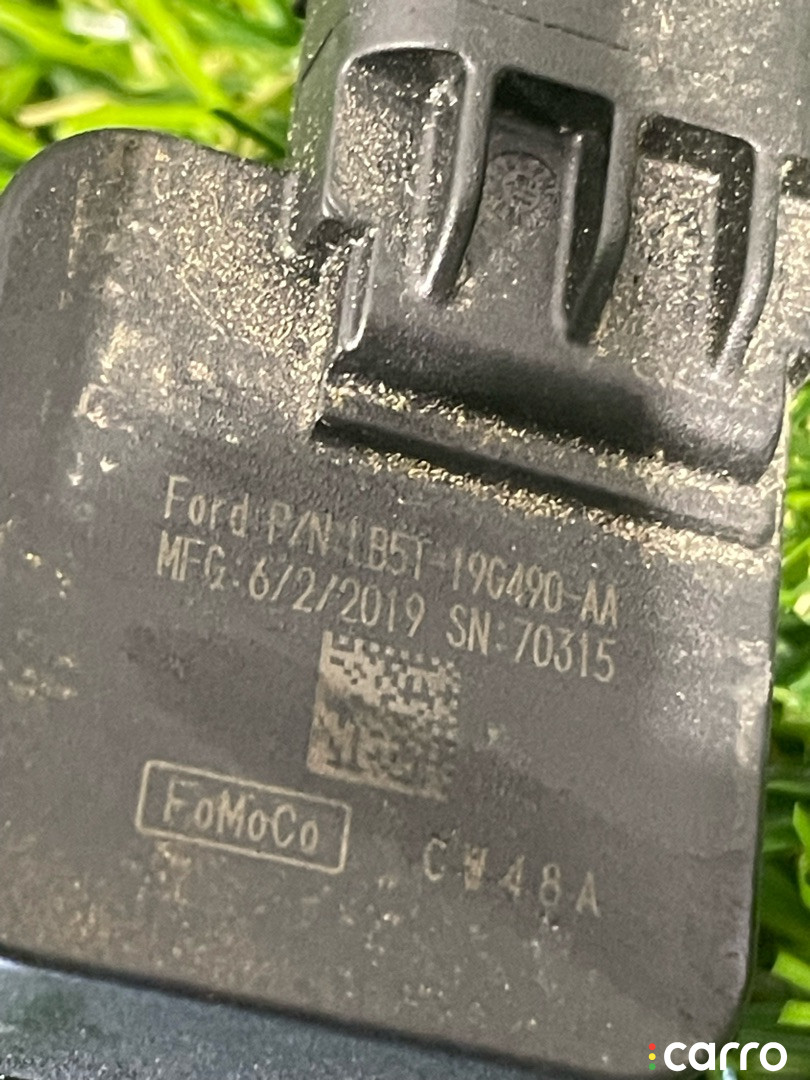 Ford P/N LB5T-19G490-AA
MFG:6/2/2019 SN:70315
FoMoCo
CW48A
carro